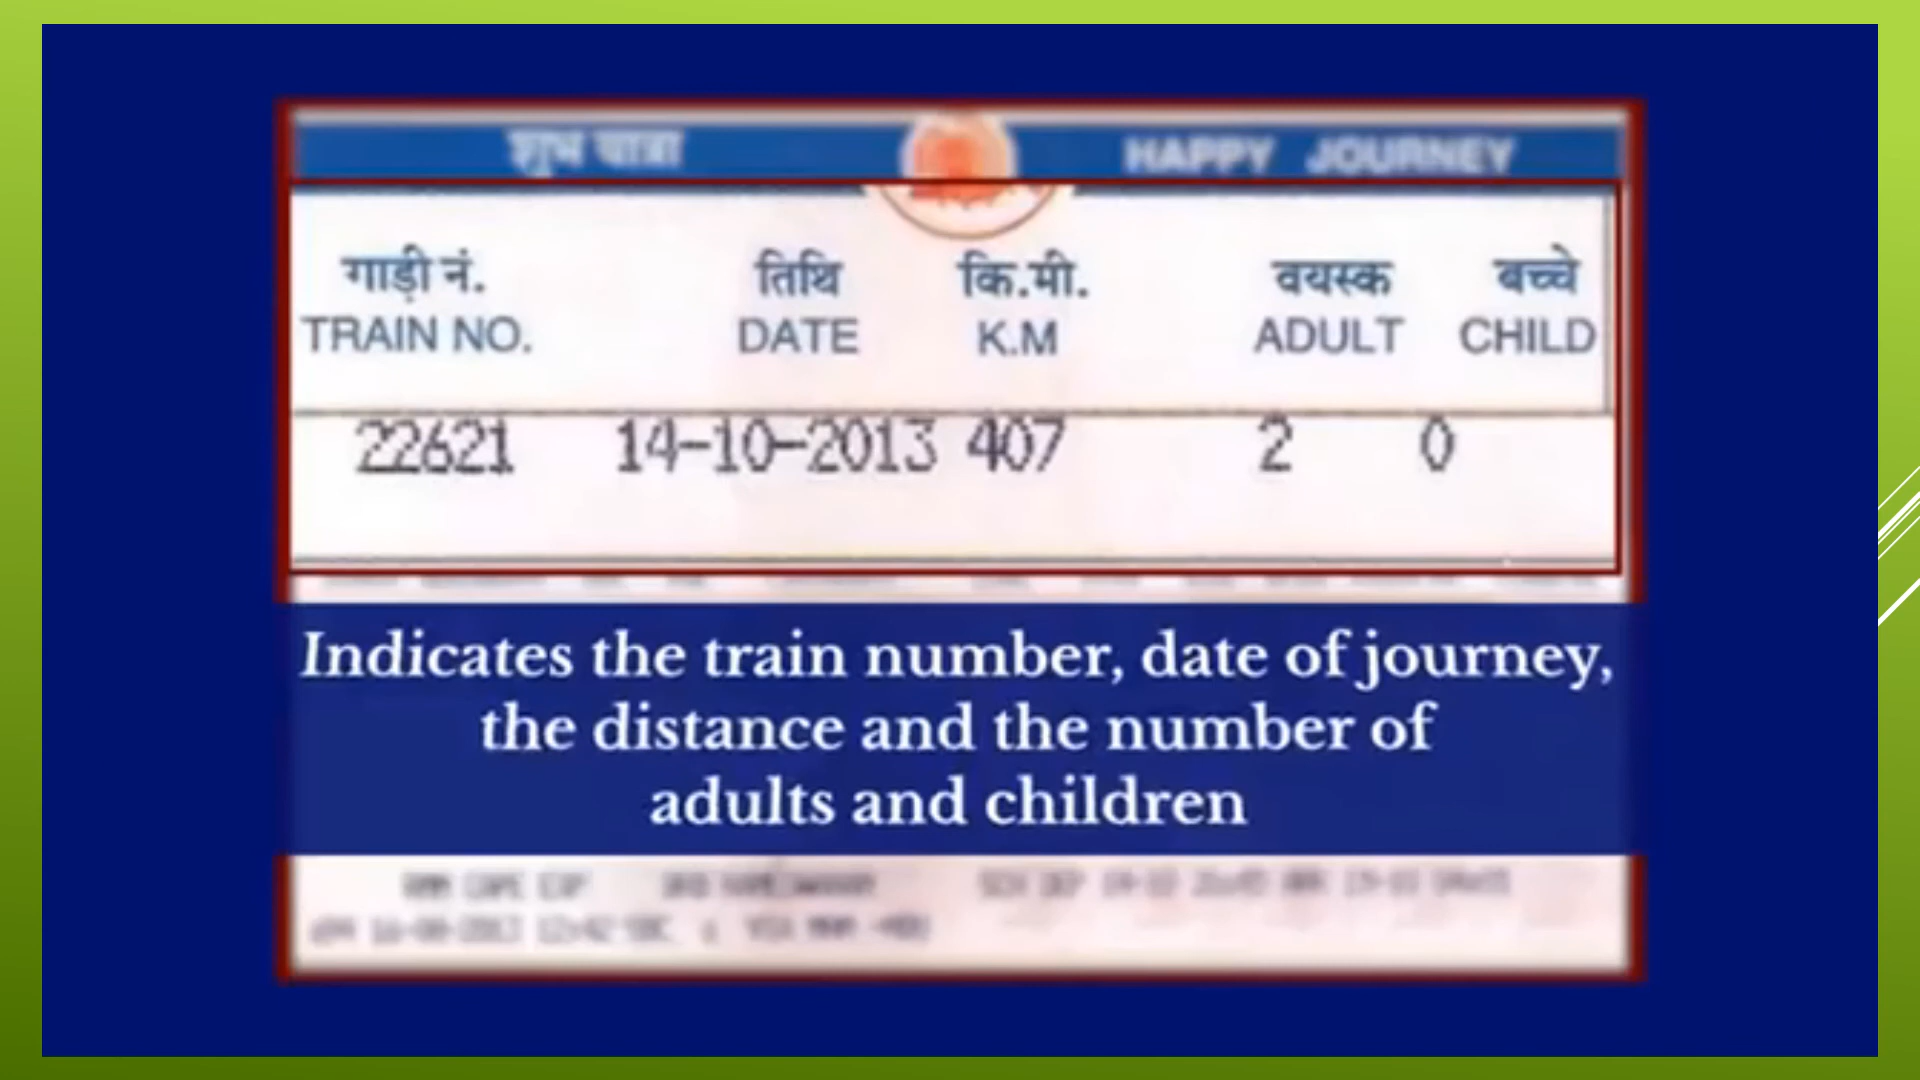 शुभ यात्रा HAPPY JOURNEY
गाड़ी नं. तिथि कि.मी. वयस्क बच्चे
TRAIN NO. DATE K.M ADULT CHILD
22621 14-10-2013 407 2 0
Indicates the train number, date of journey,
the distance and the number of
adults and children